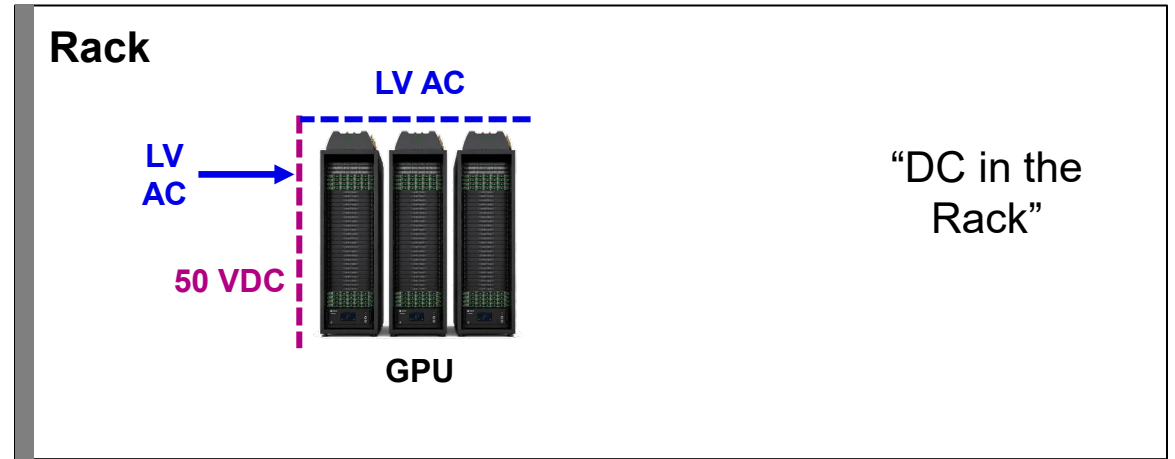 Rack
LV AC
LV
AC
“DC in the
Rack”
50 VDC
GPU